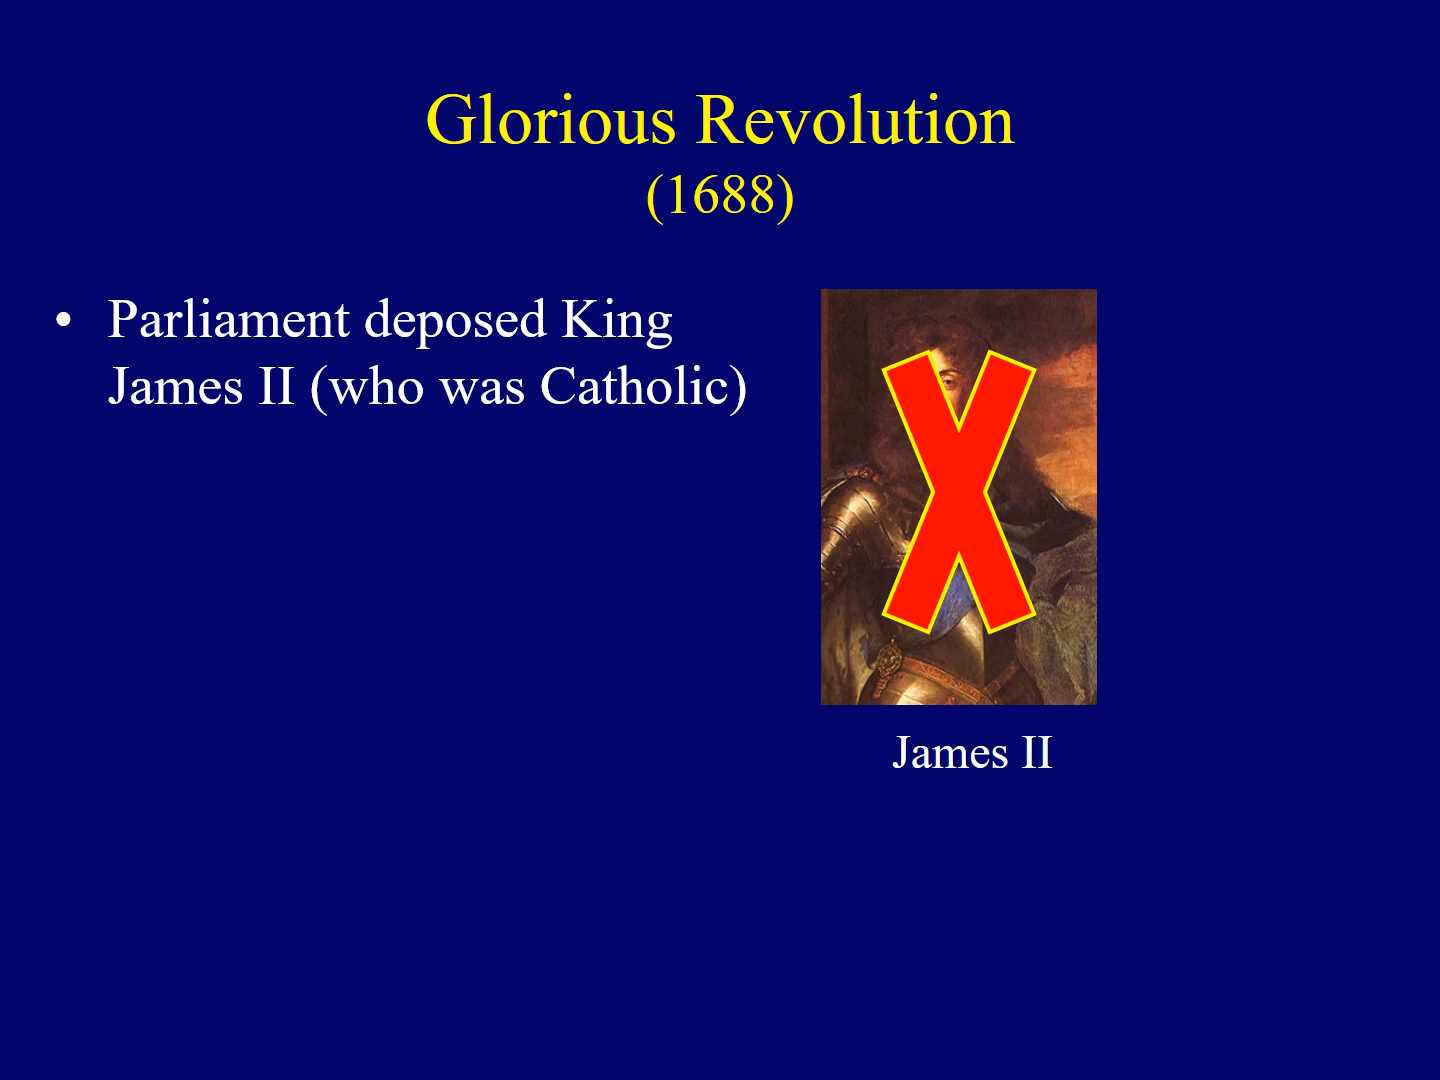 Glorious Revolution
(1688)
• Parliament deposed King
James II (who was Catholic)
James II